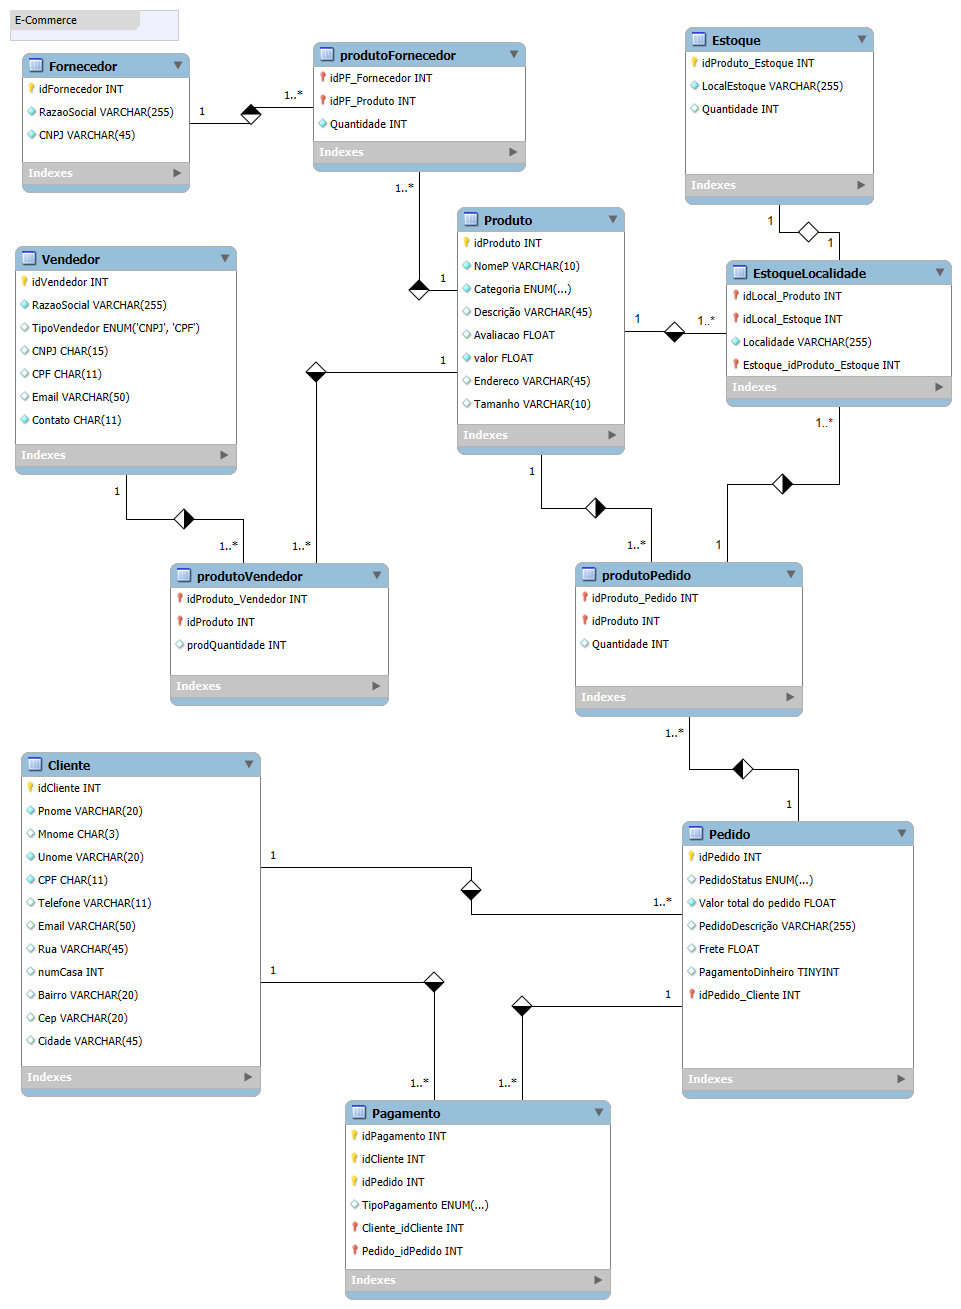 E-Commerce
Fornecedor
idFornecedor INT
RazaoSocial VARCHAR(255)
CNPJ VARCHAR(45)
Indexes
1
1..*
produtoFornecedor
idPF_Fornecedor INT
idPF_Produto INT
Quantidade INT
Indexes
1..*
1
Estoque
idProduto_Estoque INT
LocalEstoque VARCHAR(255)
Quantidade INT
Indexes
1
1
Vendedor
idVendedor INT
RazaoSocial VARCHAR(255)
TipoVendedor ENUM('CNPJ', 'CPF')
CNPJ CHAR(15)
CPF CHAR(11)
Email VARCHAR(50)
Contato CHAR(11)
Indexes
1
1..*
Produto
idProduto INT
NomeP VARCHAR(10)
Categoria ENUM(...)
Descrição VARCHAR(45)
Avaliacao FLOAT
valor FLOAT
Endereco VARCHAR(45)
Tamanho VARCHAR(10)
Indexes
1
1..*
1
1..*
1
1..*
EstoqueLocalidade
idLocal_Produto INT
idLocal_Estoque INT
Localidade VARCHAR(255)
Estoque_idProduto_Estoque INT
Indexes
1..*
1
produtoVendedor
idProduto_Vendedor INT
idProduto INT
prodQuantidade INT
Indexes
produtoPedido
idProduto_Pedido INT
idProduto INT
Quantidade INT
Indexes
1..*
1
Cliente
idCliente INT
Pnome VARCHAR(20)
Mnome CHAR(3)
Unome VARCHAR(20)
CPF CHAR(11)
Telefone VARCHAR(11)
Email VARCHAR(50)
Rua VARCHAR(45)
numCasa INT
Bairro VARCHAR(20)
Cep VARCHAR(20)
Cidade VARCHAR(45)
Indexes
1
1..*
1
1..*
Pedido
idPedido INT
PedidoStatus ENUM(...)
Valor total do pedido FLOAT
PedidoDescrição VARCHAR(255)
Frete FLOAT
PagamentoDinheiro TINYINT
idPedido_Cliente INT
Indexes
1
1..*
Pagamento
idPagamento INT
idCliente INT
idPedido INT
TipoPagamento ENUM(...)
Cliente_idCliente INT
Pedido_idPedido INT
Indexes